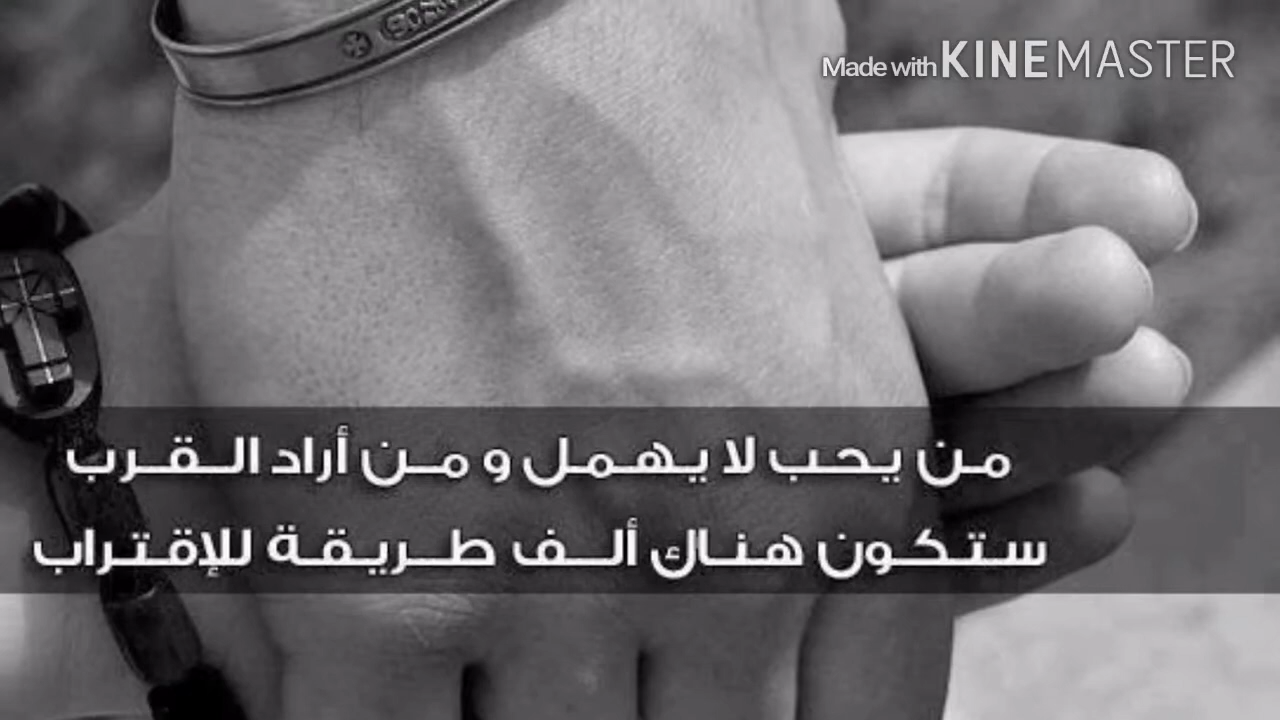 Made with KINEMASTER
من يحب لا يهمل و من أراد القرب
ستكون هناك ألف طريقة للإقتراب